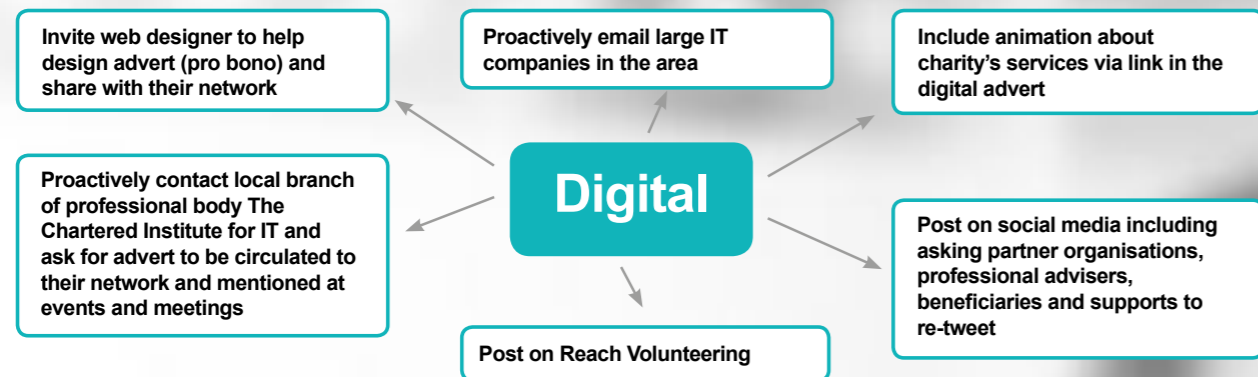 Invite web designer to help
design advert (pro bono) and
share with their network
Proactively email large IT
companies in the area
Include animation about
charity's services via link in the
digital advert
Digital
Proactively contact local branch
of professional body The
Chartered Institute for IT and
ask for advert to be circulated to
their network and mentioned at
events and meetings
Post on social media including
asking partner organisations,
professional advisers,
beneficiaries and supports to
re-tweet
Post on Reach Volunteering